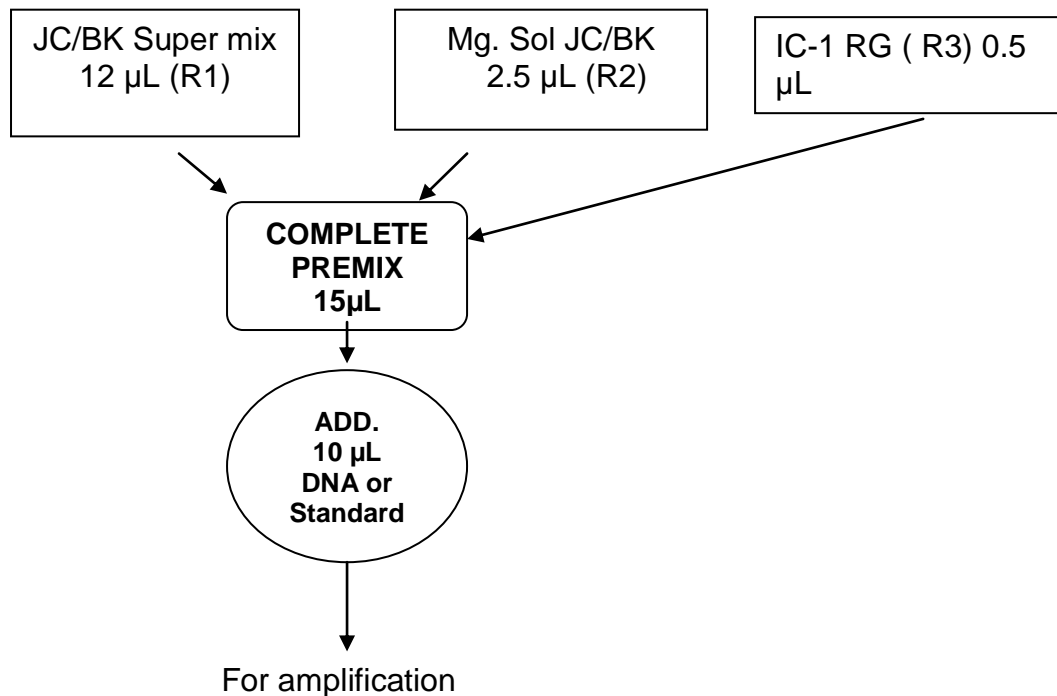 JC/BK Super mix
12 µL (R1)
Mg. Sol JC/BK
2.5 µL (R2)
IC-1 RG ( R3) 0.5
µL
COMPLETE
PREMIX
15µL
ADD.
10 µL
DNA or
Standard
For amplification